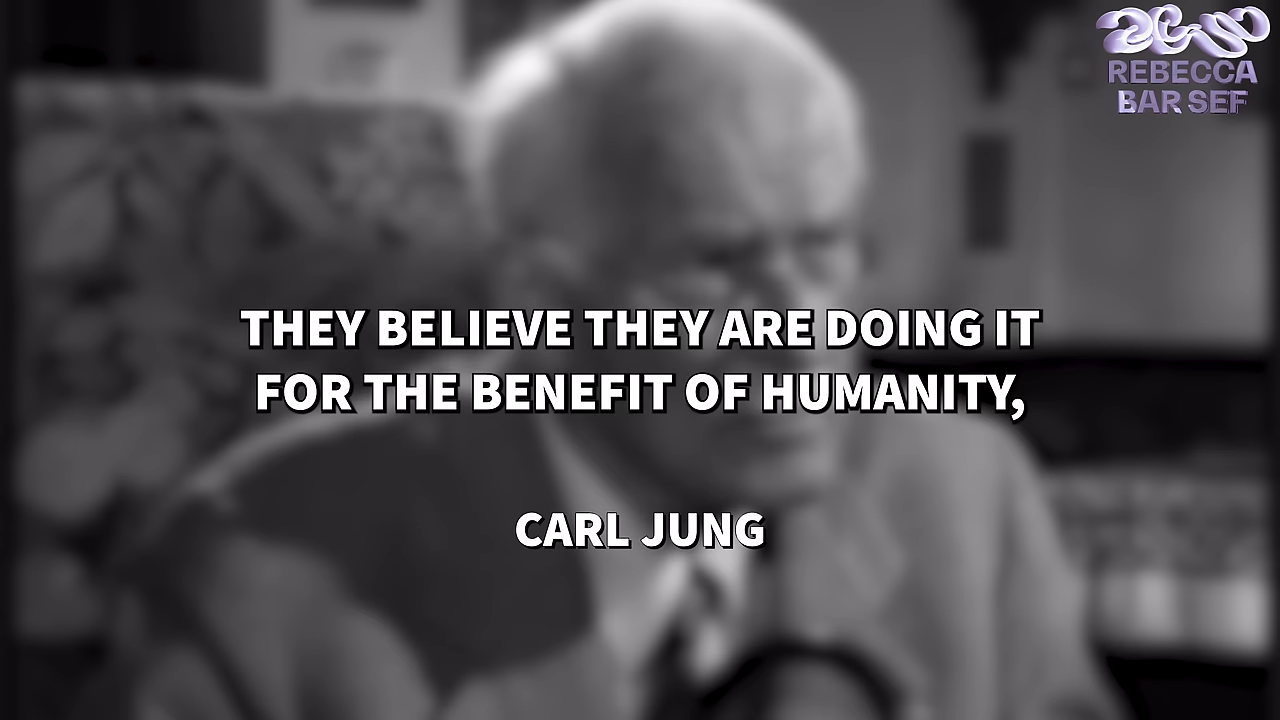 REBECCA
BAR SEF
THEY BELIEVE THEY ARE DOING IT
FOR THE BENEFIT OF HUMANITY,
CARL JUNG